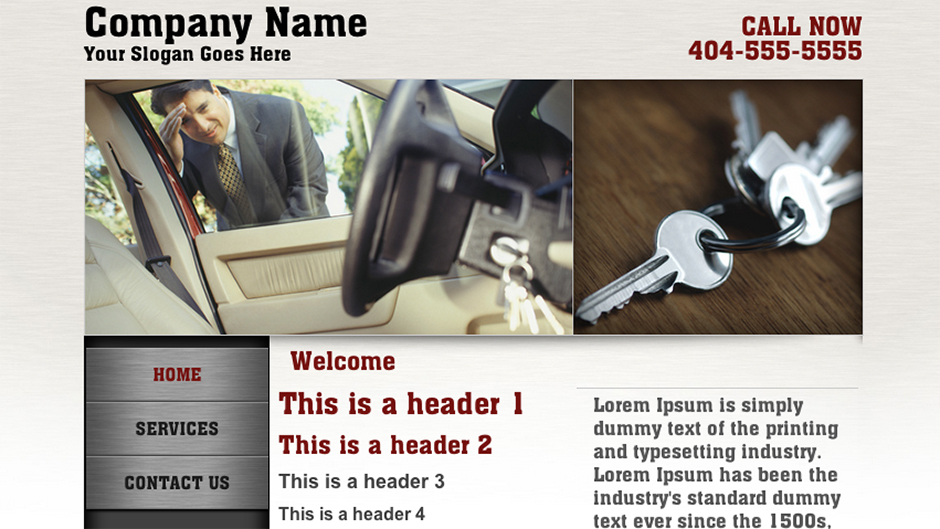 Company Name
Your Slogan Goes Here
CALL NOW
404-555-5555
HOME
SERVICES
CONTACT US
Welcome
This is a header 1
This is a header 2
This is a header 3
This is a header 4
Lorem Ipsum is simply
dummy text of the printing
and typesetting industry.
Lorem Ipsum has been the
industry's standard dummy
text ever since the 1500s,